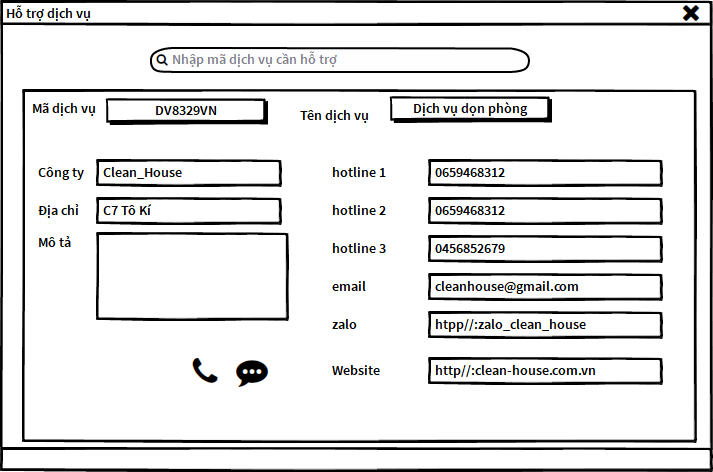 Hỗ trợ dịch vụ
Nhập mã dịch vụ cần hỗ trợ
Mã dịch vụ DV8329VN Tên dịch vụ Dịch vụ dọn phòng
Công ty Clean_House hotline 1 0659468312
Địa chỉ C7 Tô Kí hotline 2 0659468312
Mô tả hotline 3 0456852679
email cleanhouse@gmail.com
zalo htpp//:zalo_clean_house
Website http//:clean-house.com.vn